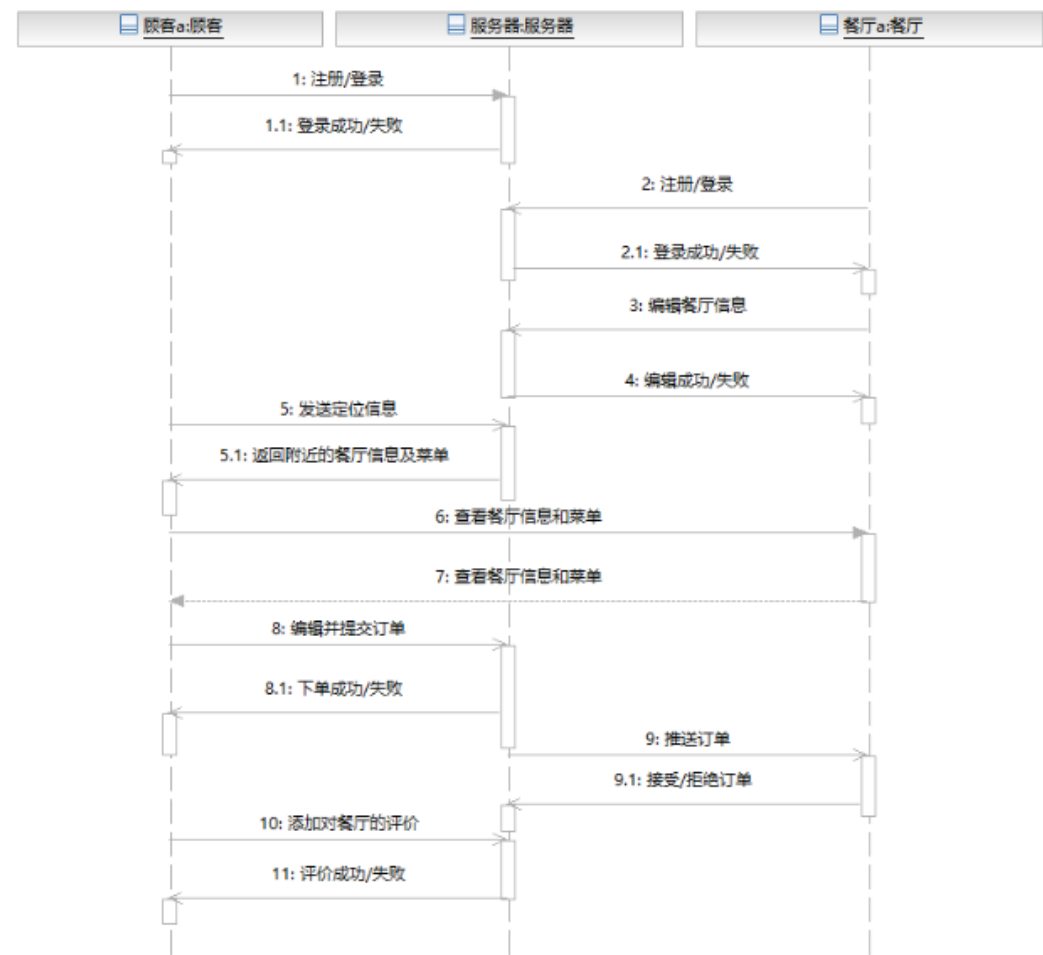 顾客a:顾客
服务器:服务器
餐厅a:餐厅
1: 注册/登录
1.1: 登录成功/失败
2: 注册/登录
2.1: 登录成功/失败
3: 编辑餐厅信息
4: 编辑成功/失败
5: 发送定位信息
5.1: 返回附近的餐厅信息及菜单
6: 查看餐厅信息和菜单
7: 查看餐厅信息和菜单
8: 编辑并提交订单
8.1: 下单成功/失败
9: 推送订单
9.1: 接受/拒绝订单
10: 添加对餐厅的评价
11: 评价成功/失败